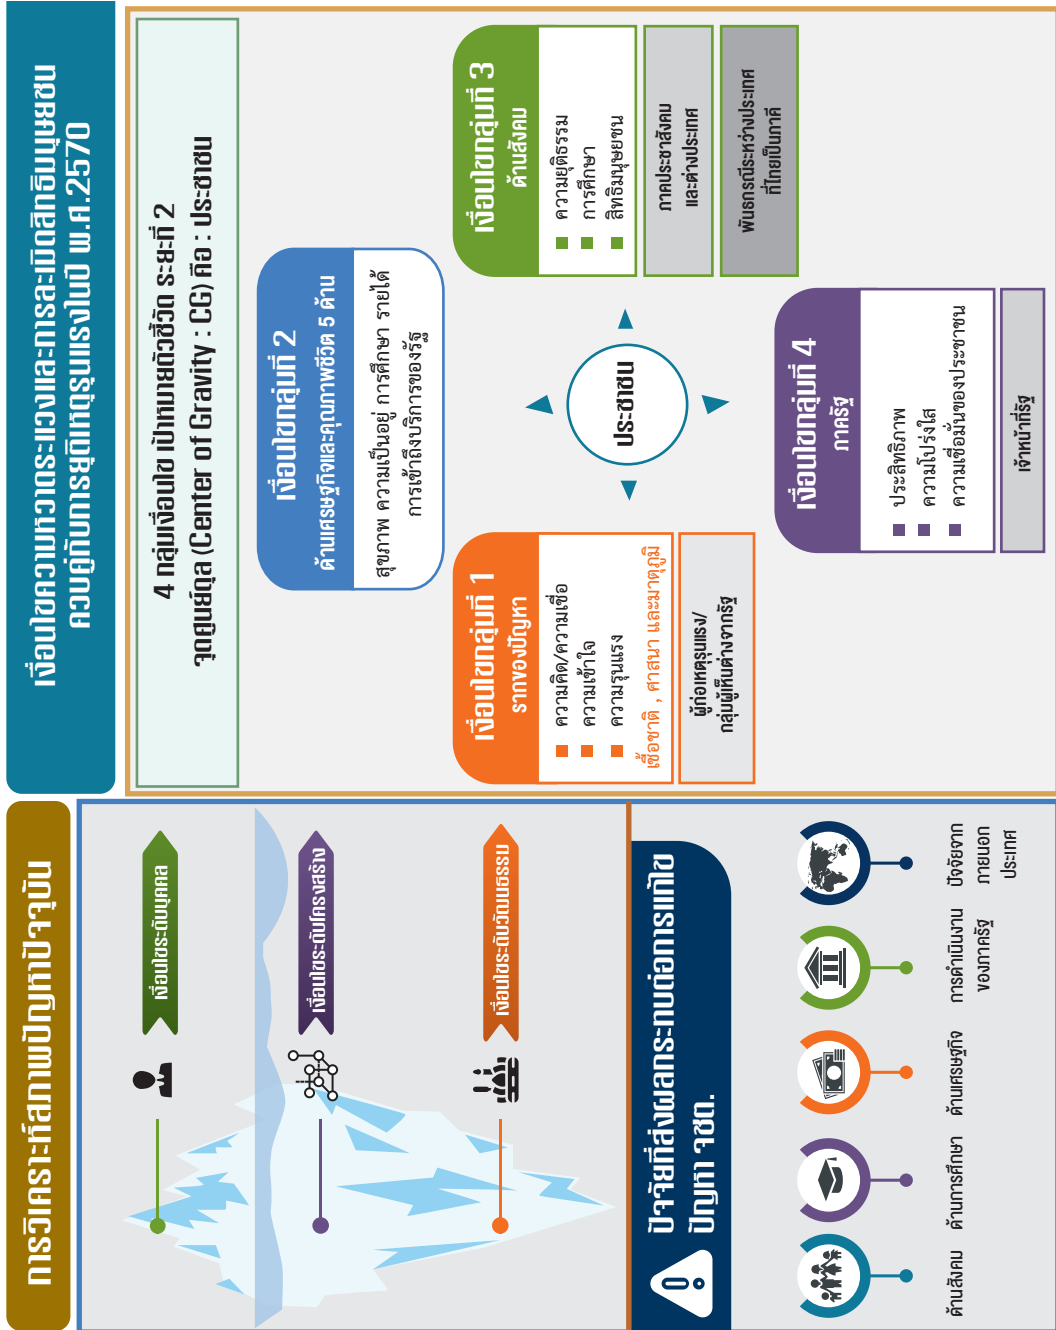 การวิเคราะห์สภาพปัญหาปัจจุบัน
เงื่อนไขระดับบุคคล
เงื่อนไขระดับโครงสร้าง
เงื่อนไขระดับวัฒนธรรม
ปัจจัยที่ส่งผลกระทบต่อการแก้ไข
ปัญหา จชต.
ด้านสังคม
ด้านการศึกษา
ด้านเศรษฐกิจ
การดำเนินงาน
ของภาครัฐ
ปัจจัยจาก
ภายนอก
ประเทศ
เงื่อนไขความหวาดระแวงและการละเมิดสิทธิมนุษยชน
ควบคู่กับการยุติเหตุรุนแรงในปี พ.ศ.2570
4 กลุ่มเงื่อนไข เป้าหมายตัวชี้วัด ระยะที่ 2
จุดศูนย์ดุล (Center of Gravity : CG) คือ : ประชาชน
เงื่อนไขกลุ่มที่ 2
ด้านเศรษฐกิจและคุณภาพชีวิต 5 ด้าน
สุขภาพ ความเป็นอยู่ การศึกษา รายได้
การเข้าถึงบริการของรัฐ
เงื่อนไขกลุ่มที่ 1
รากของปัญหา
ความคิด/ความเชื่อ
ความเข้าใจ
ความรุนแรง
เชื้อชาติ , ศาสนา และมาตุภูมิ
ผู้ก่อเหตุรุนแรง/
กลุ่มผู้เห็นต่างจากรัฐ
ประชาชน
เงื่อนไขกลุ่มที่ 3
ด้านสังคม
ความยุติธรรม
การศึกษา
สิทธิมนุษยชน
ภาคประชาสังคม
และต่างประเทศ
พันธกรณีระหว่างประเทศ
ที่ไทยเป็นภาคี
เงื่อนไขกลุ่มที่ 4
ภาครัฐ
ประสิทธิภาพ
ความโปร่งใส
ความเชื่อมั่นของประชาชน
เจ้าหน้าที่รัฐ